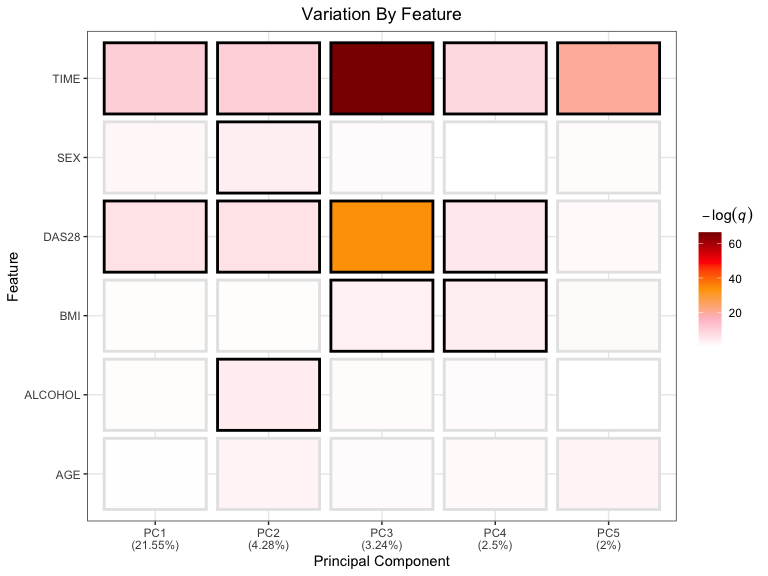 Variation By Feature
Feature
TIME
SEX
DAS28
BMI
ALCOHOL
AGE
PC1 PC2 PC3 PC4 PC5
(21.55%) (4.28%) (3.24%) (2.5%) (2%)
Principal Component
−log(q)
60
40
20